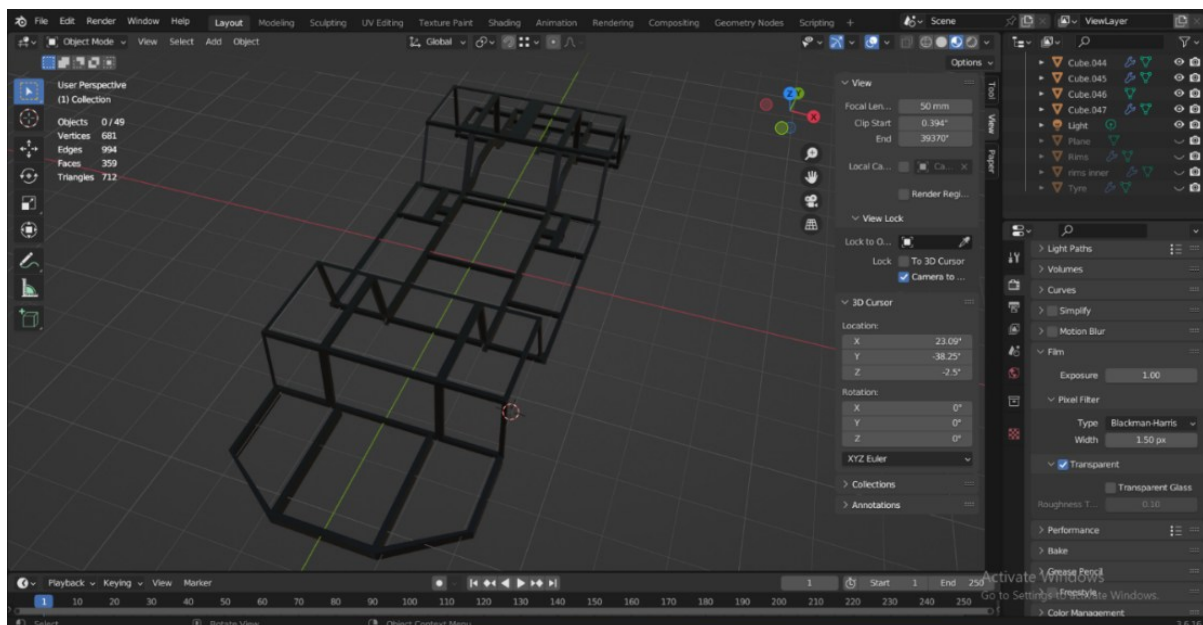 File Edit Render Window Help Layout Modeling Sculpting UV Editing Texture Paint Shading Animation Rendering Compositing Geometry Nodes Scripting + Scene ViewLayer
Object Mode View Select Add Object Global
Options
User Perspective
(1) Collection
Objects 0/49
Vertices 681
Edges 994
Faces 359
Triangles 712
Z
X
View
Focal Len... 50 mm
Clip Start 0.394"
End 39370"
Local Ca... Ca...
Render Regi...
View Lock
Lock to O...
Lock To 3D Cursor
Camera to ...
3D Cursor
Location:
X 23.09"
Y -38.25"
Z -2.5"
Rotation:
X 0°
Y 0°
Z 0°
XYZ Euler
Collections
Annotations
Tool
View
Paper
Cube.044
Cube.045
Cube.046
Cube.047
Light
Plane
Rims
rims inner
Tyre
Light Paths
Volumes
Curves
Simplify
Motion Blur
Film
Exposure 1.00
Pixel Filter
Type Blackman-Harris
Width 1.50 px
Transparent
Transparent Glass
Roughness T... 0.10
Performance
Bake
Grease Pencil
Freestyle
Color Management
Activate Windows
Go to Settings to activate Windows.
Playback Keying View Marker 1 Start 1 End 250
1 10 20 30 40 50 60 70 80 90 100 110 120 130 140 150 160 170 180 190 200 210 220 230 240 250
Select Rotate View Object Context Menu 3.6.16